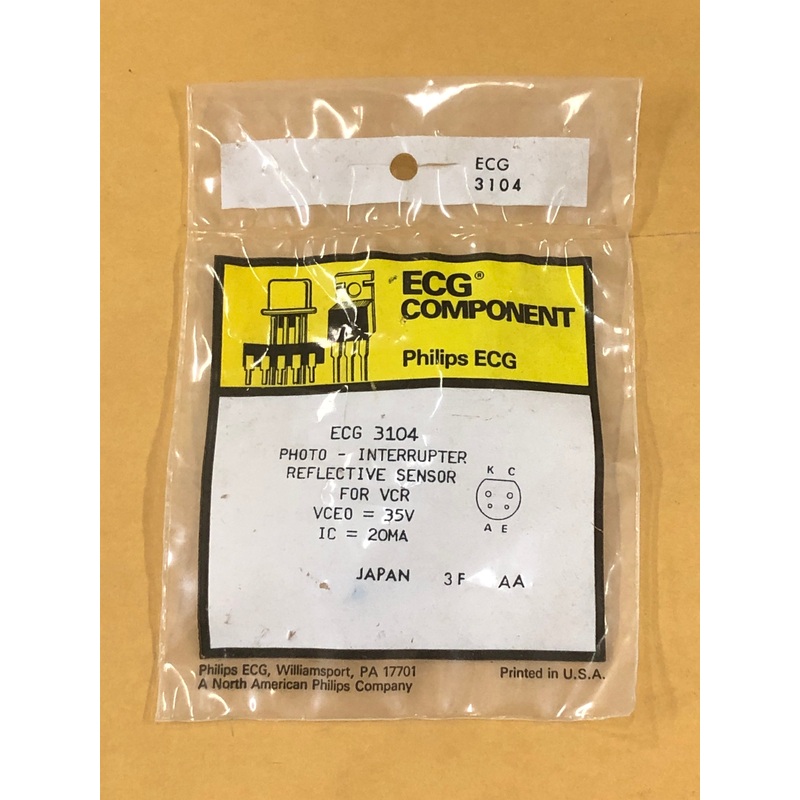 ECG
3104
ECG®
COMPONENT
Philips ECG
ECG 3104
PHOTO - INTERRUPTER
REFLECTIVE SENSOR
FOR VCR
VCEO = 35V
IC = 20MA
K C
A E
JAPAN 3F AA
Philips ECG, Williamsport, PA 17701
A North American Philips Company
Printed in U.S.A.